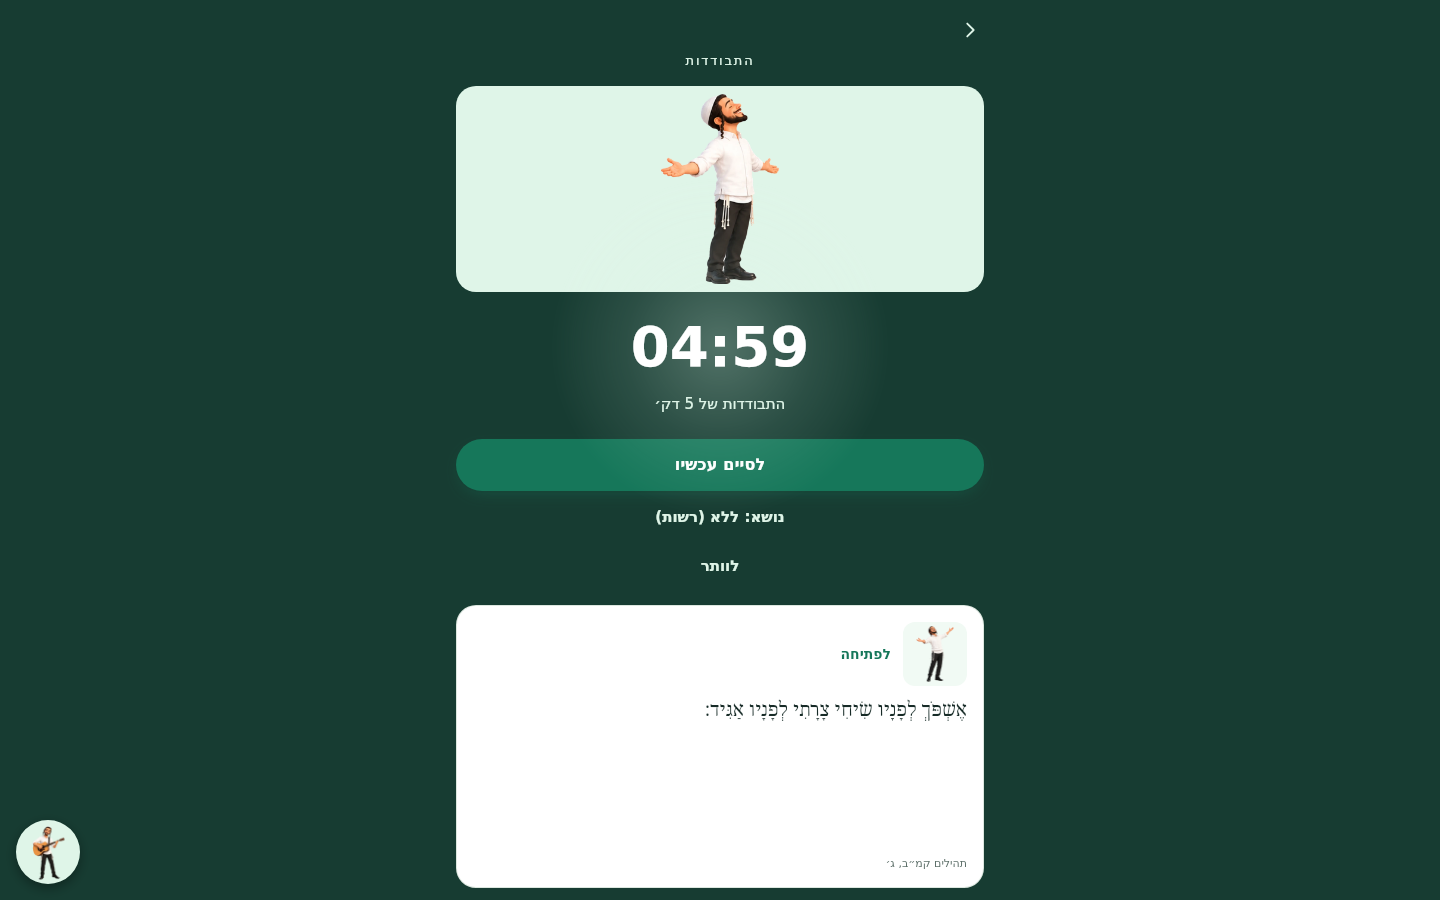 התבודדות
04:59
התבודדות של 5 דק׳
לסיים עכשיו
נושא: ללא (רשות)
לוותר
לפתיחה
אֶשְׁפֹּךְ לְפָנָיו שִׂיחִי צָרָתִי לְפָנָיו אַגִּיד:
תהילים קמ״ב, ג׳